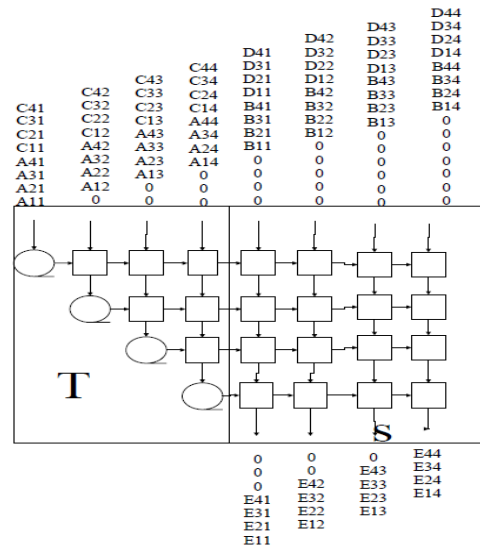 C41
C31
C21
C11
A41
A31
A21
A11
C42
C32
C22
C12
A42
A32
A22
A12
0
C43
C33
C23
C13
A43
A33
A23
A13
0
0
C44
C34
C24
C14
A44
A34
A24
A14
0
0
0
D41
D31
D21
D11
B41
B31
B21
B11
0
0
0
0
D42
D32
D22
D12
B42
B32
B22
B12
0
0
0
0
0
D43
D33
D23
D13
B43
B33
B23
B13
0
0
0
0
0
0
D44
D34
D24
D14
B44
B34
B24
B14
0
0
0
0
0
0
0
T
S
0
0
0
E41
E31
E21
E11
0
0
E42
E32
E22
E12
0
E43
E33
E23
E13
E44
E34
E24
E14